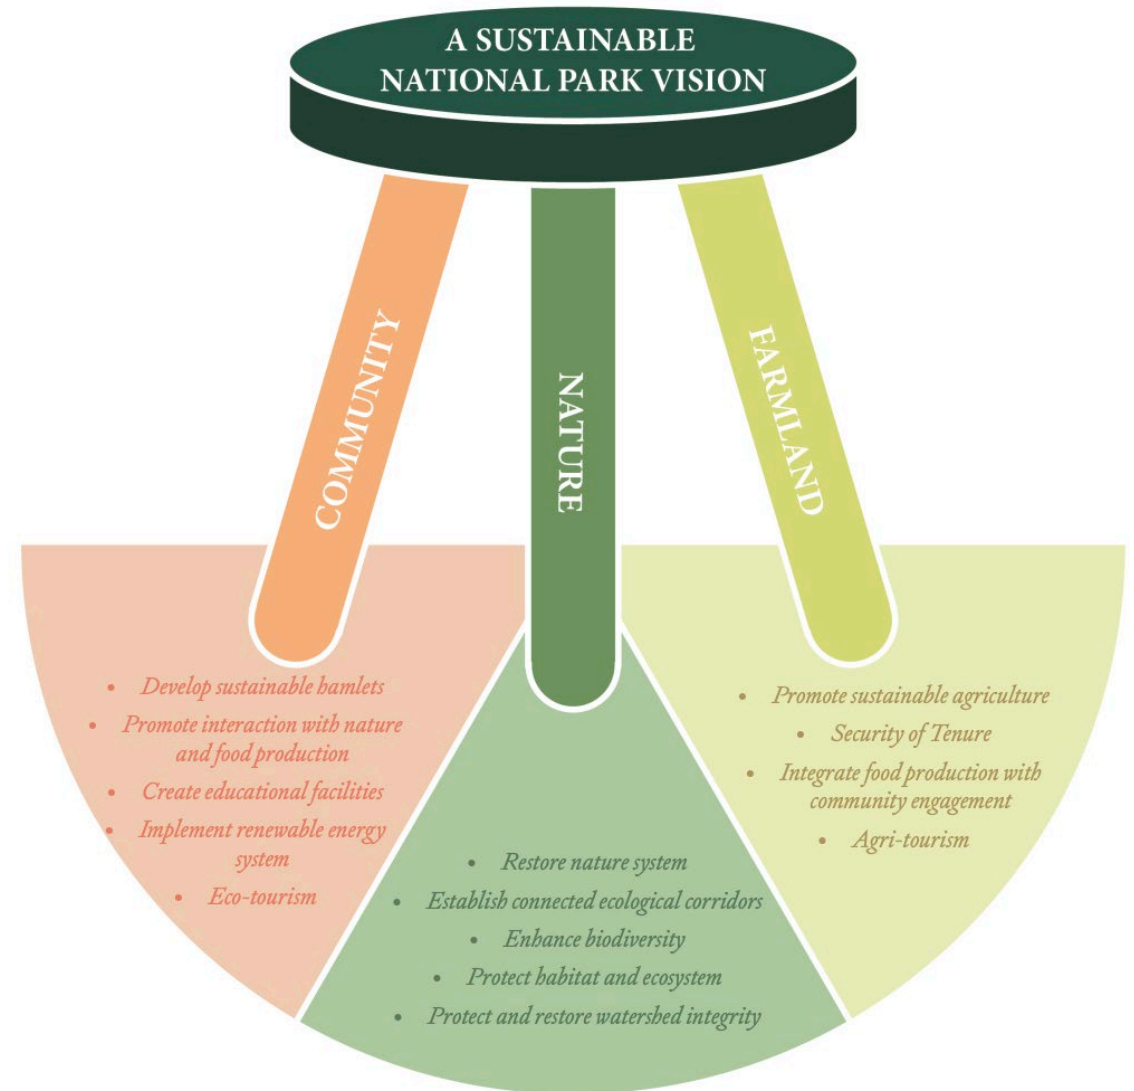 A SUSTAINABLE
NATIONAL PARK VISION
COMMUNITY
NATURE
FARMLAND
• Develop sustainable hamlets
• Promote interaction with nature
and food production
• Create educational facilities
• Implement renewable energy
system
• Eco-tourism
• Restore nature system
• Establish connected ecological corridors
• Enhance biodiversity
• Protect habitat and ecosystem
• Protect and restore watershed integrity
• Promote sustainable agriculture
• Security of Tenure
• Integrate food production with
community engagement
• Agri-tourism